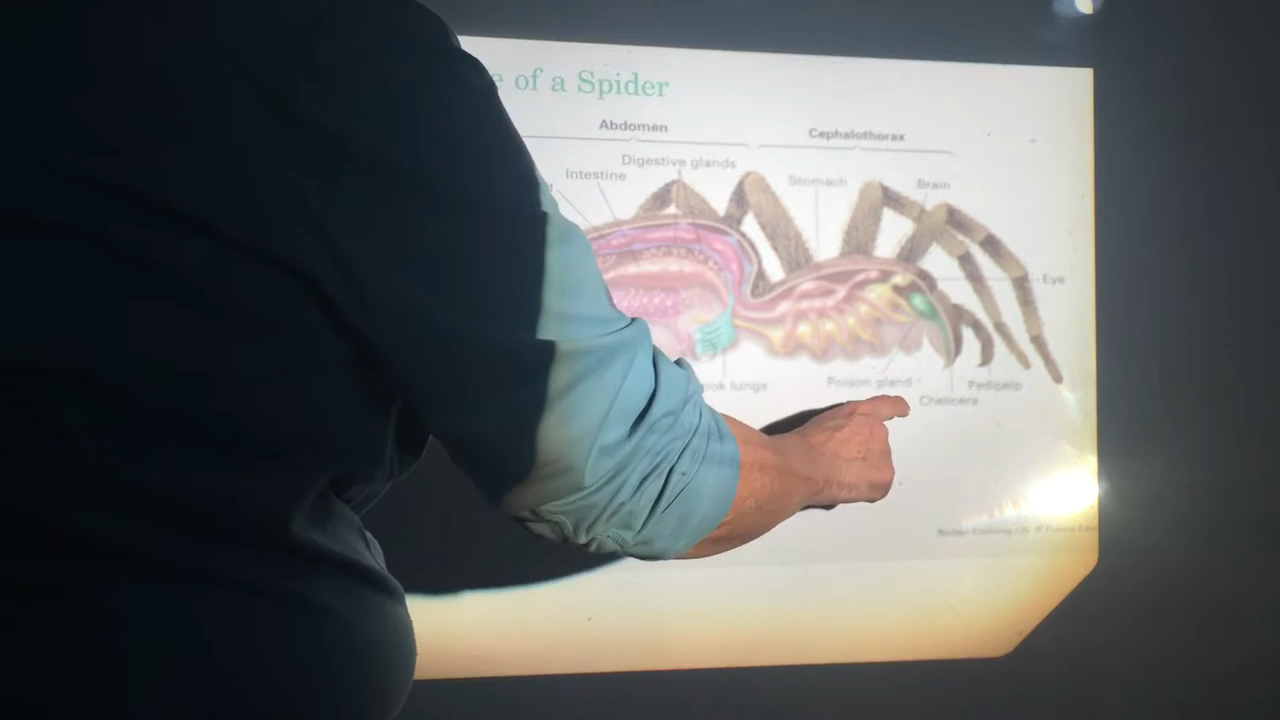 e of a Spider
Abdomen
Cephalothorax
Digestive glands
Intestine
Stomach
Brain
t
Eye
ook lungs
Poison gland
Pedipalp
Chelicera